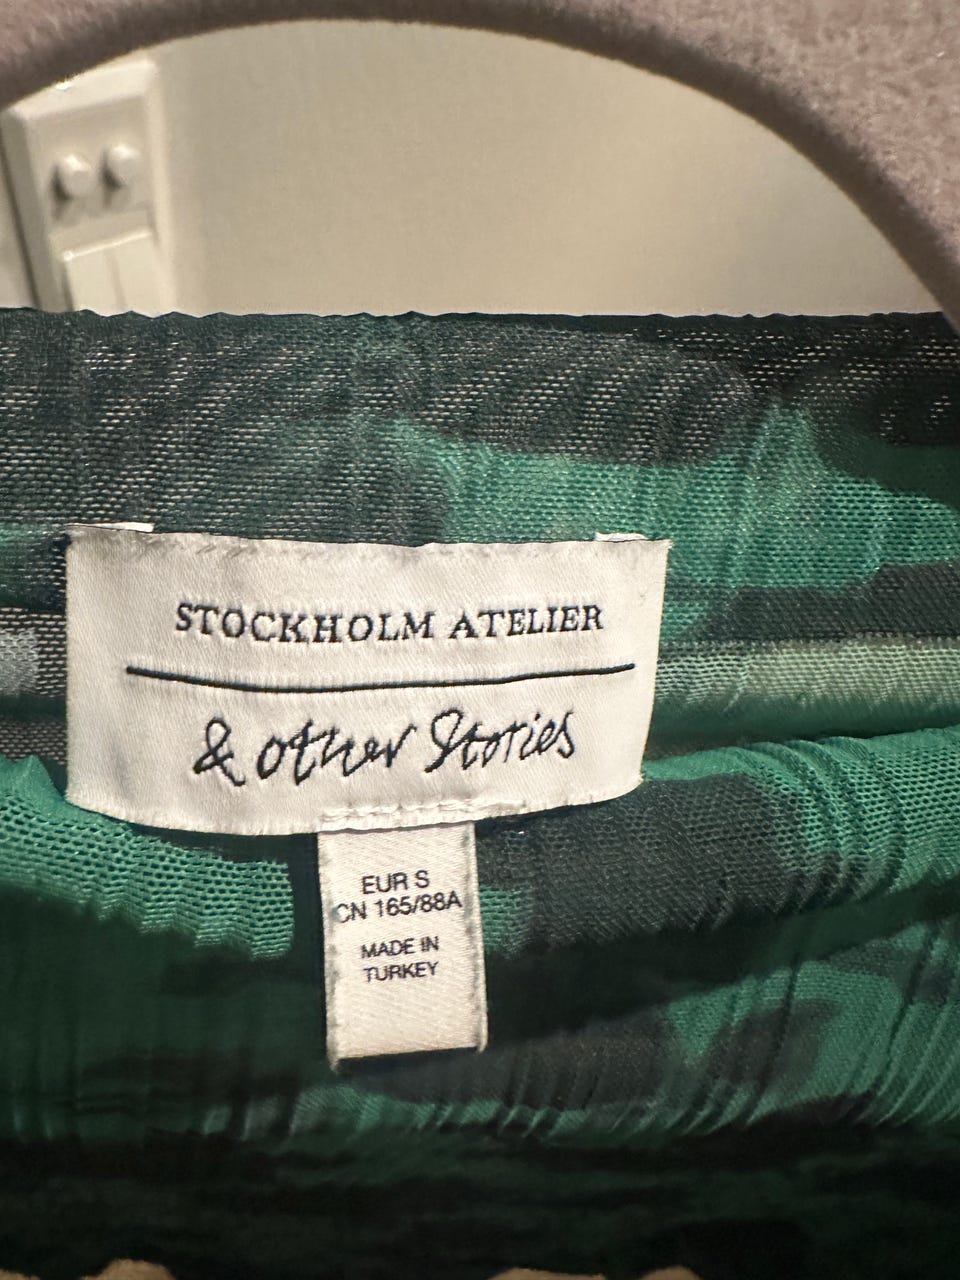 STOCKHOLM ATELIER
& other Stories
EUR S
CN 165/88A
MADE IN
TURKEY